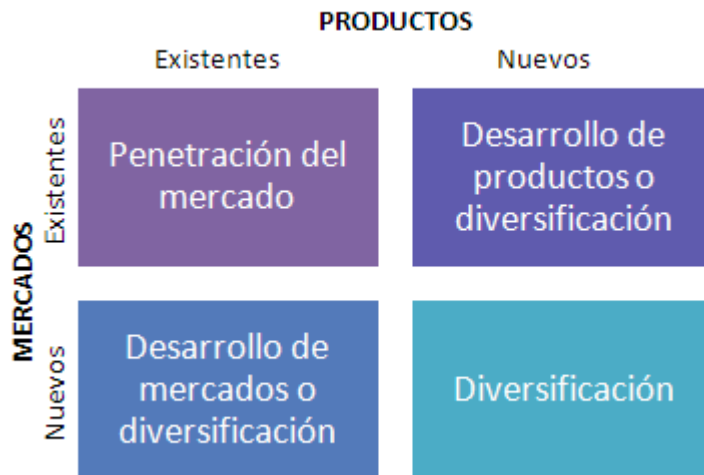 PRODUCTOS
Existentes
Nuevos
MERCADOS
Existentes
Penetración del
mercado
Desarrollo de
productos o
diversificación
Nuevos
Desarrollo de
mercados o
diversificación
Diversificación